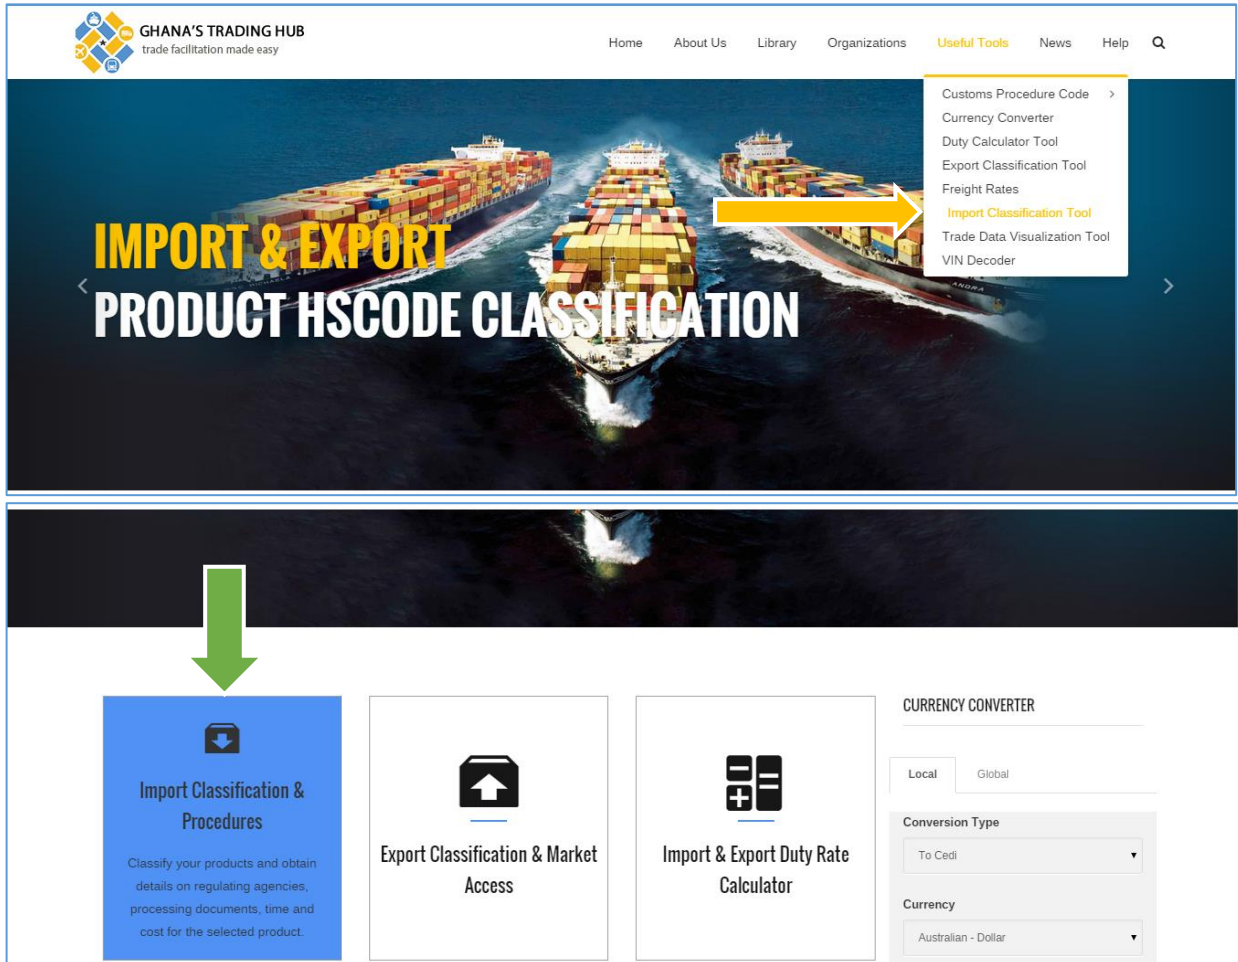 GHANA'S TRADING HUB
trade facilitation made easy
Home About Us Library Organizations Useful Tools News Help
Customs Procedure Code >
Currency Converter
Duty Calculator Tool
Export Classification Tool
Freight Rates
Import Classification Tool
Trade Data Visualization Tool
VIN Decoder
IMPORT & EXPORT
PRODUCT HSCODE CLASSIFICATION
ANDRA
Import Classification &
Procedures
Classify your products and obtain
details on regulating agencies,
processing documents, time and
cost for the selected product.
Export Classification & Market
Access
Import & Export Duty Rate
Calculator
CURRENCY CONVERTER
Local Global
Conversion Type
To Cedi
Currency
Australian - Dollar